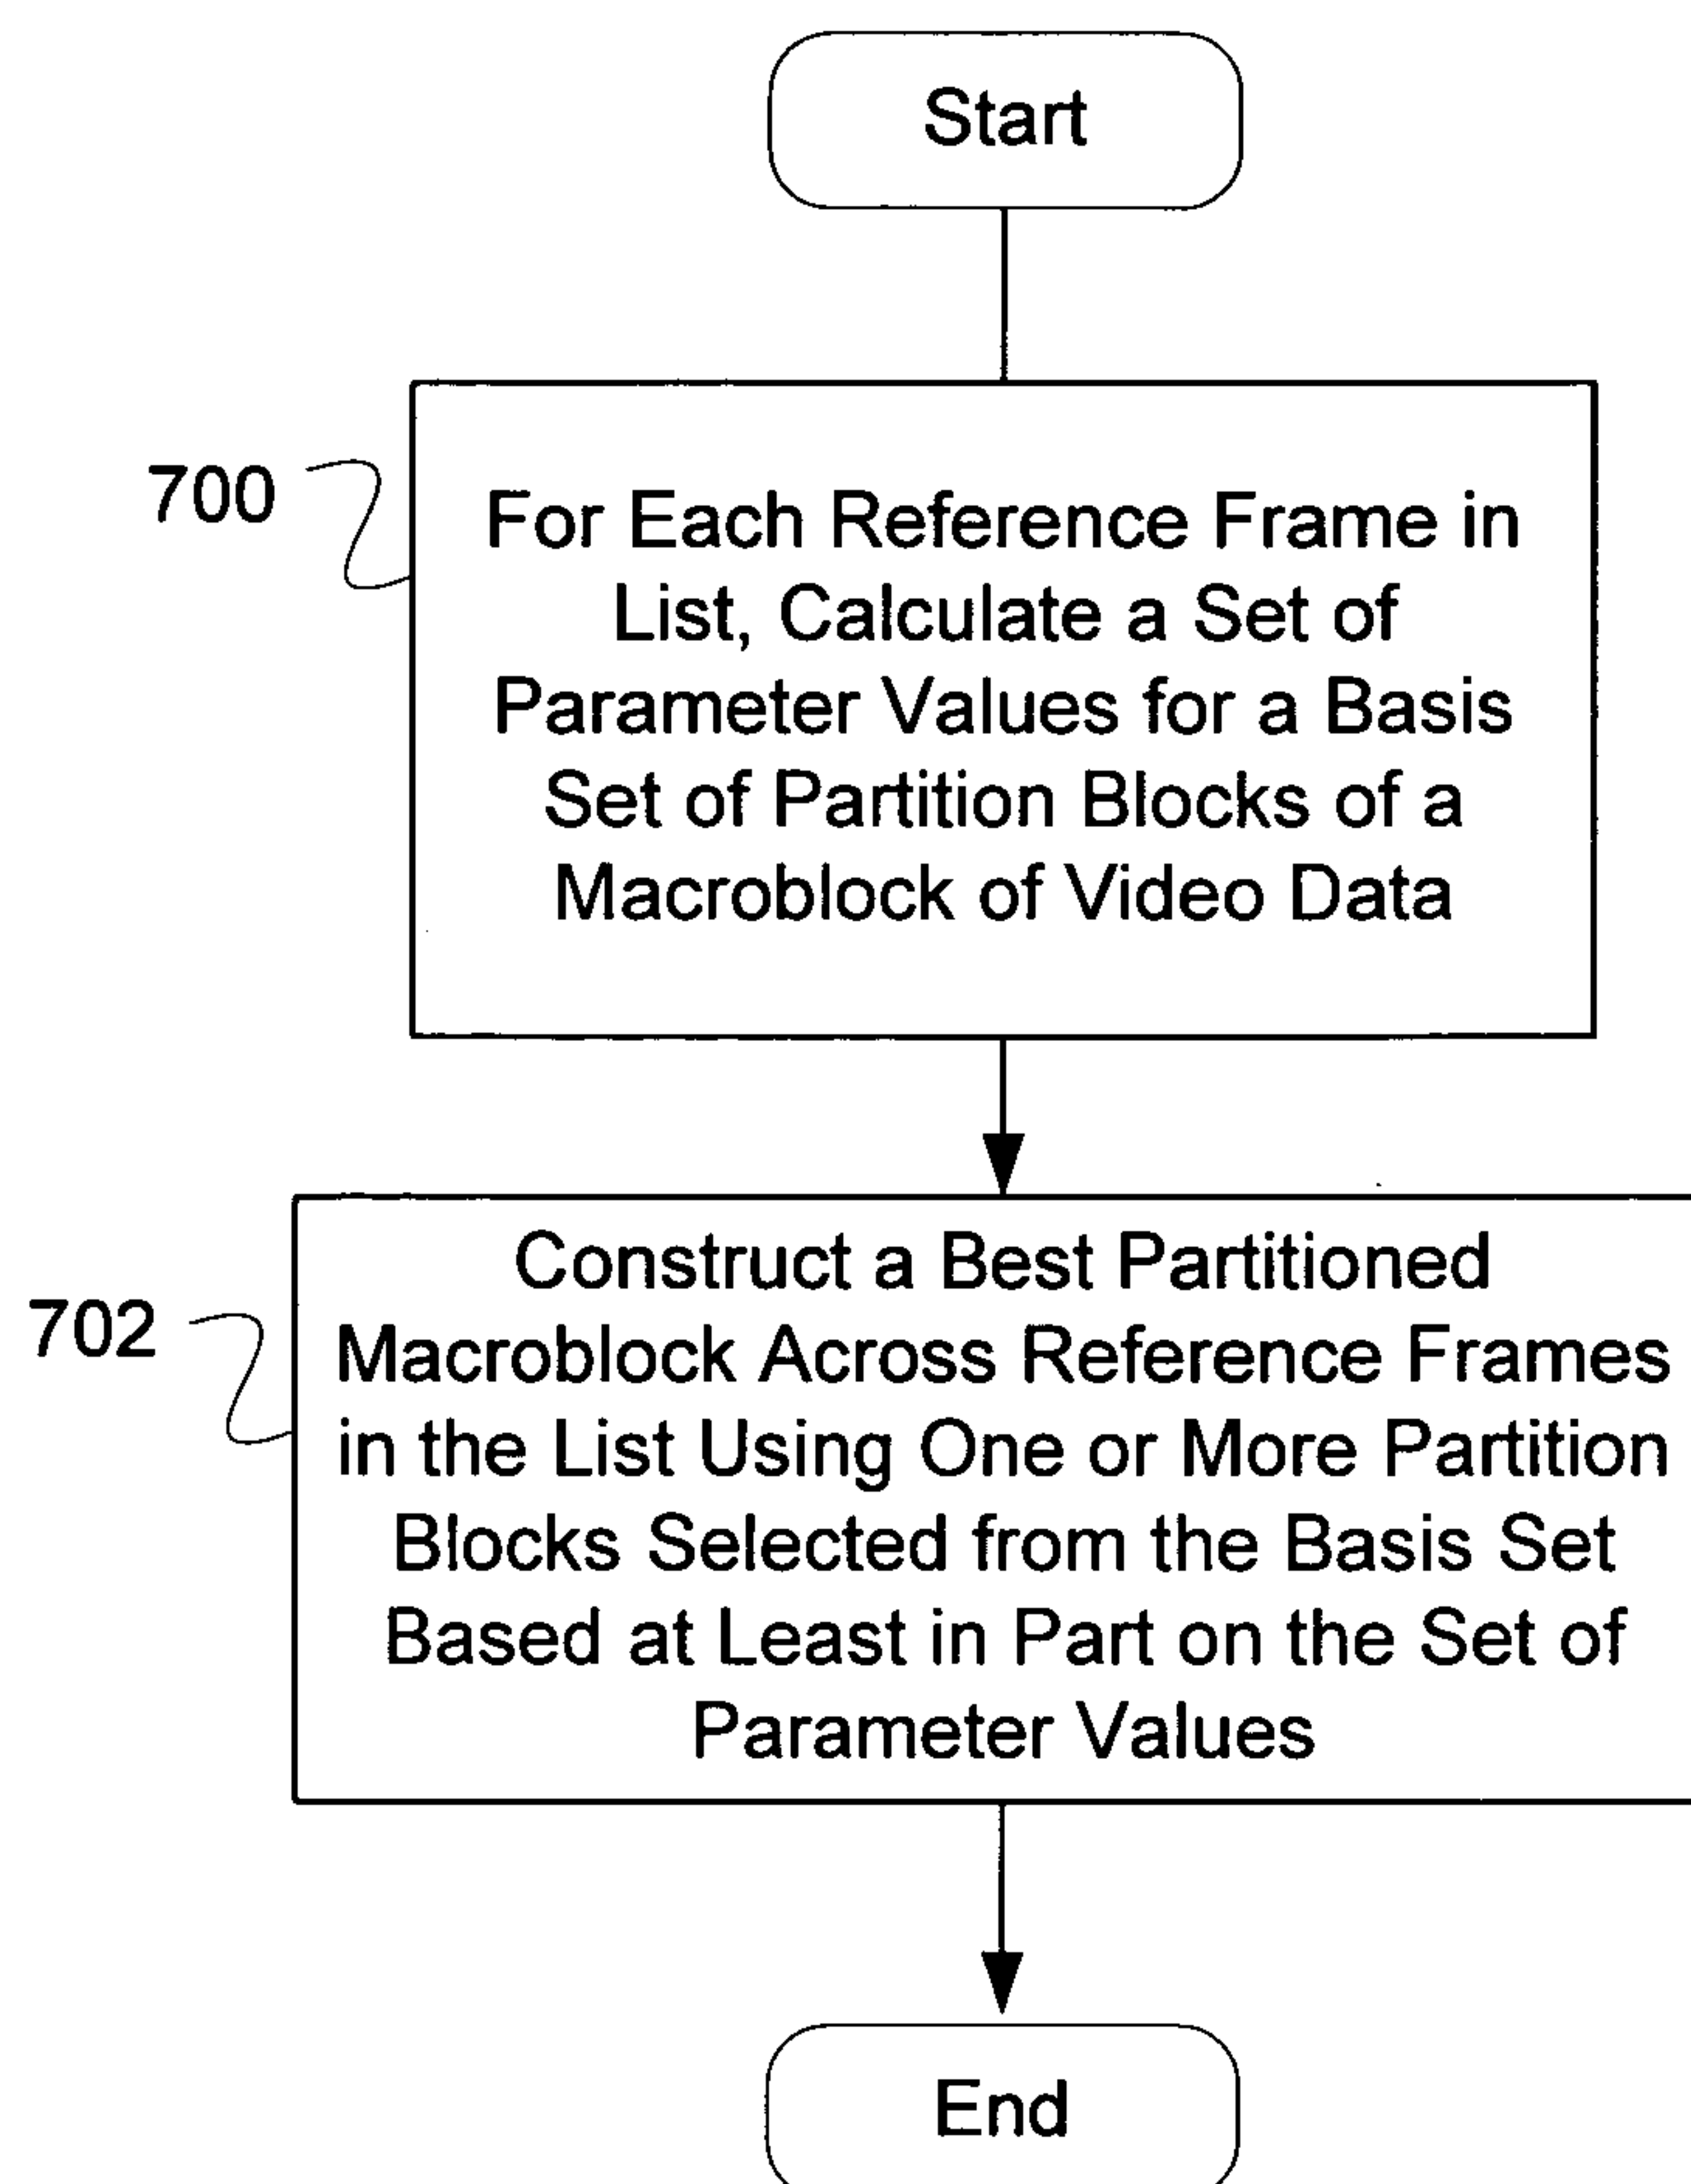 Start
700
For Each Reference Frame in
List, Calculate a Set of
Parameter Values for a Basis
Set of Partition Blocks of a
Macroblock of Video Data
702
Construct a Best Partitioned
Macroblock Across Reference Frames
in the List Using One or More Partition
Blocks Selected from the Basis Set
Based at Least in Part on the Set of
Parameter Values
End